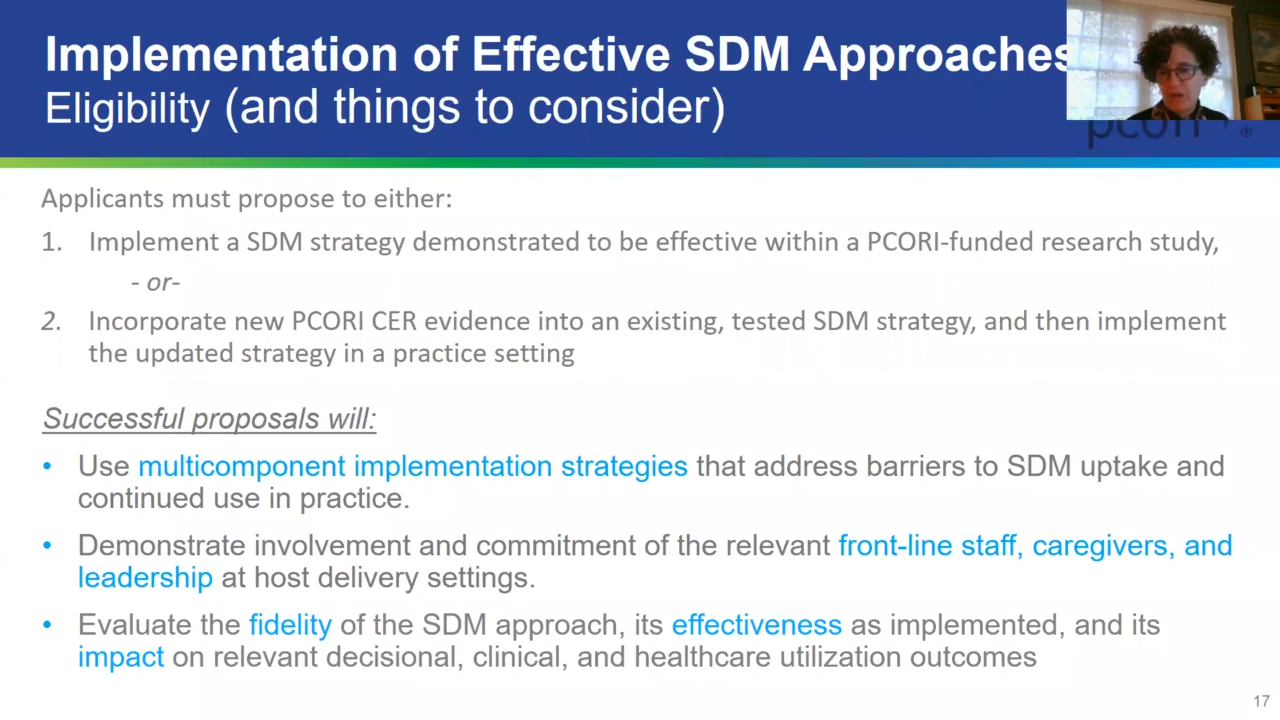 Implementation of Effective SDM Approaches
Eligibility (and things to consider)
pcori
®
Applicants must propose to either:
1. Implement a SDM strategy demonstrated to be effective within a PCORI-funded research study,
- or-
2. Incorporate new PCORI CER evidence into an existing, tested SDM strategy, and then implement
the updated strategy in a practice setting
Successful proposals will:
• Use multicomponent implementation strategies that address barriers to SDM uptake and
continued use in practice.
• Demonstrate involvement and commitment of the relevant front-line staff, caregivers, and
leadership at host delivery settings.
• Evaluate the fidelity of the SDM approach, its effectiveness as implemented, and its
impact on relevant decisional, clinical, and healthcare utilization outcomes
17